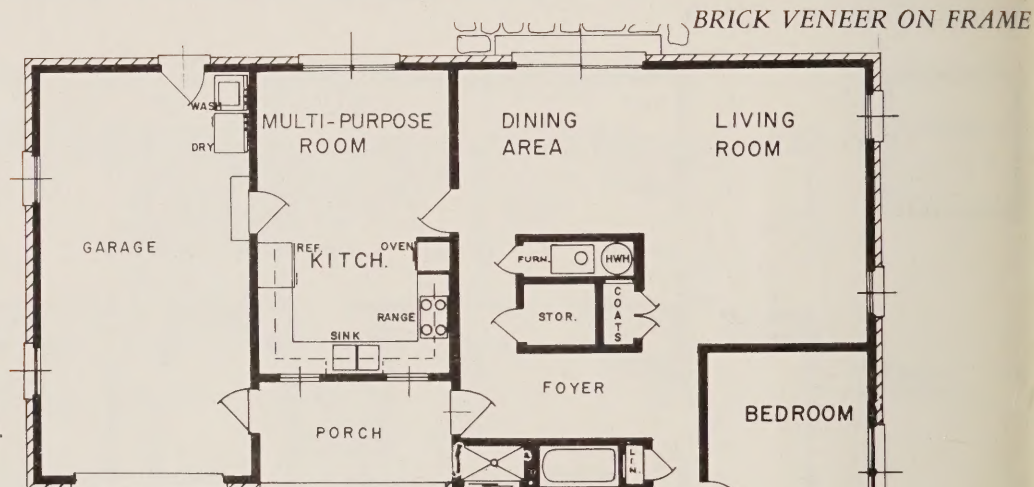 BRICK VENEER ON FRAME
WASH
DRY
MULTI-PURPOSE
ROOM
DINING
AREA
LIVING
ROOM
GARAGE
REF.
OVEN
KITCH.
FURN.
HWH
RANGE
SINK
STOR.
COATS
FOYER
BEDROOM
PORCH
LIN.